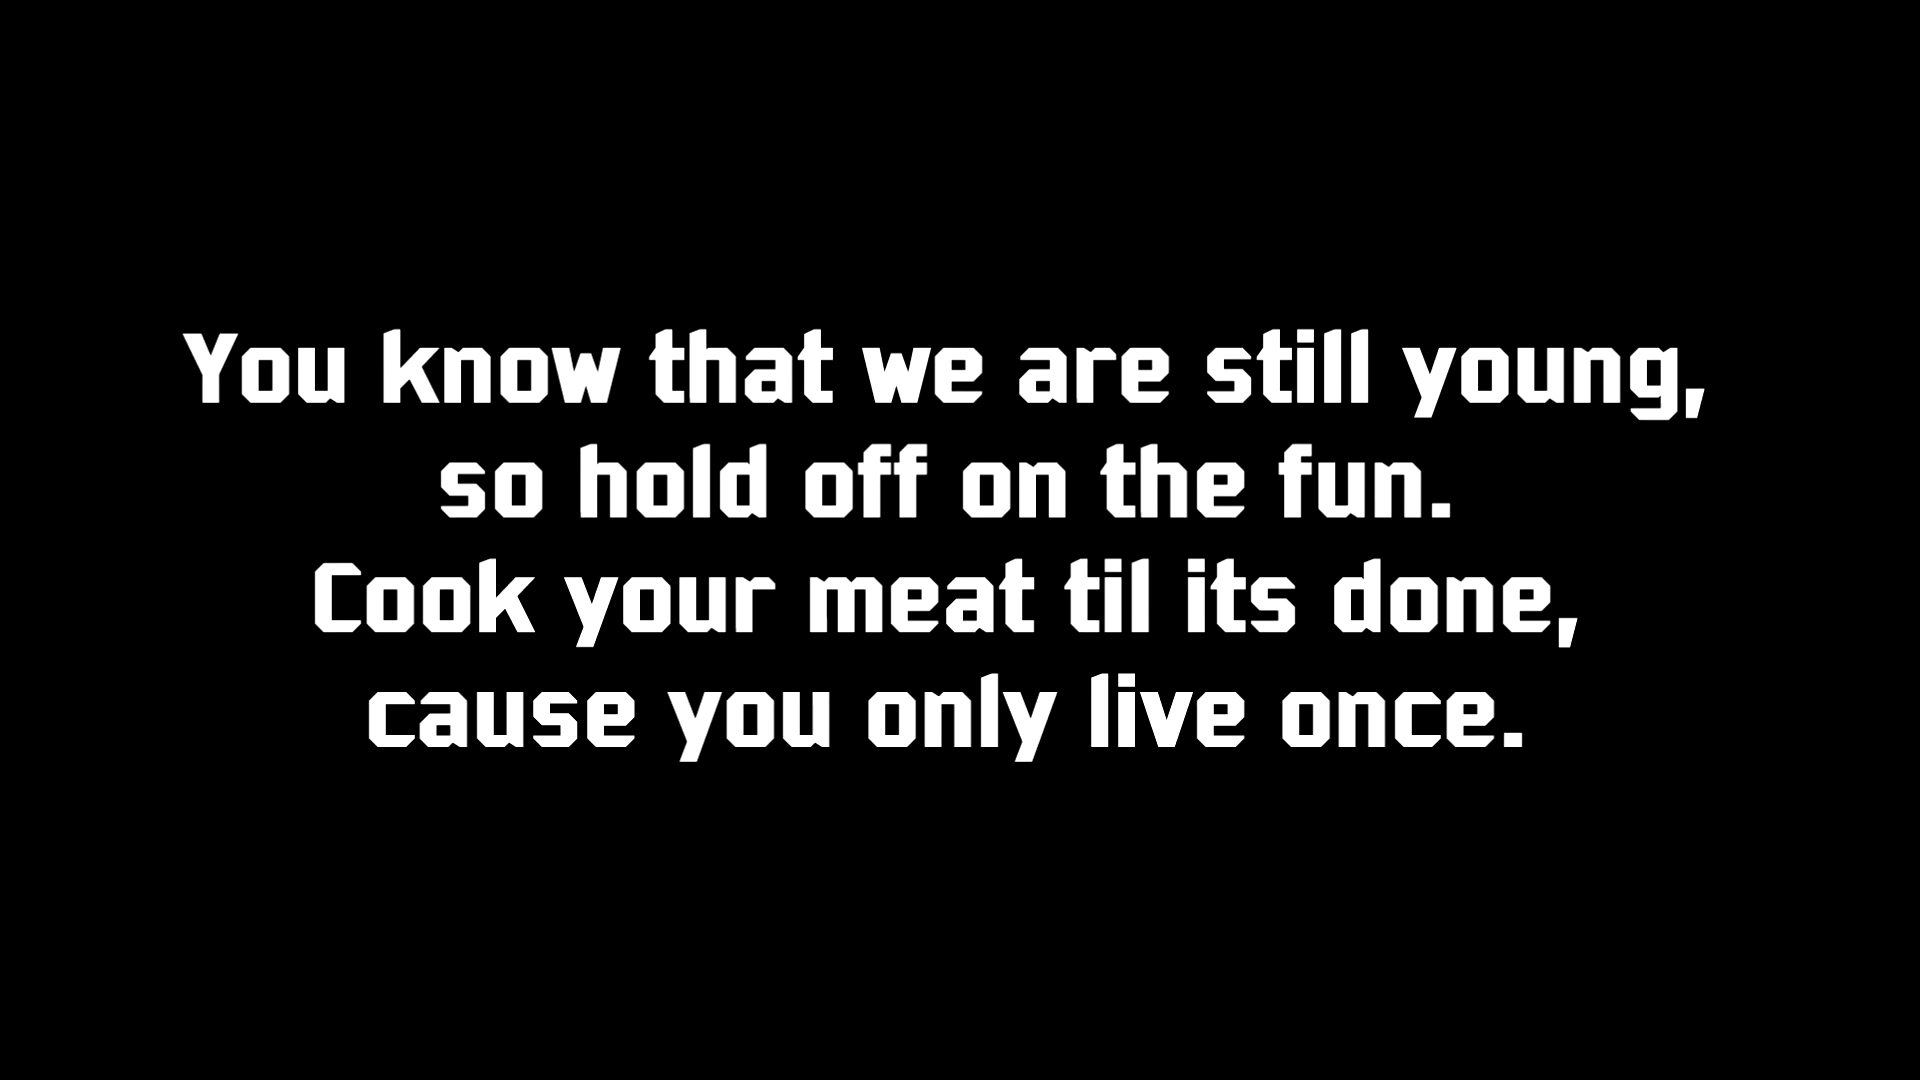 You know that we are still young,
so hold off on the fun.
Cook your meat til its done,
cause you only live once.